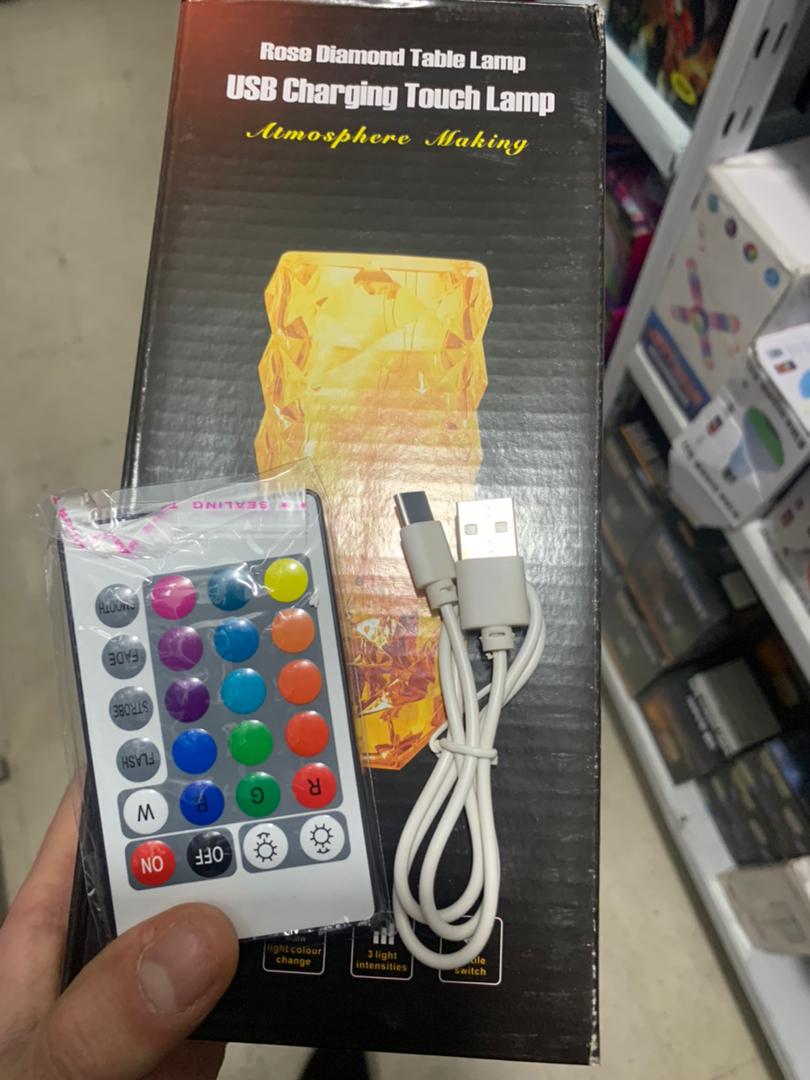 Rose Diamond Table Lamp
USB Charging Touch Lamp
Atmosphere Making
SEALING
SMOOTH
FADE
STROBE
FLASH
W
B
G
R
ON
OFF
light colour
change
3 light
intensities
switch